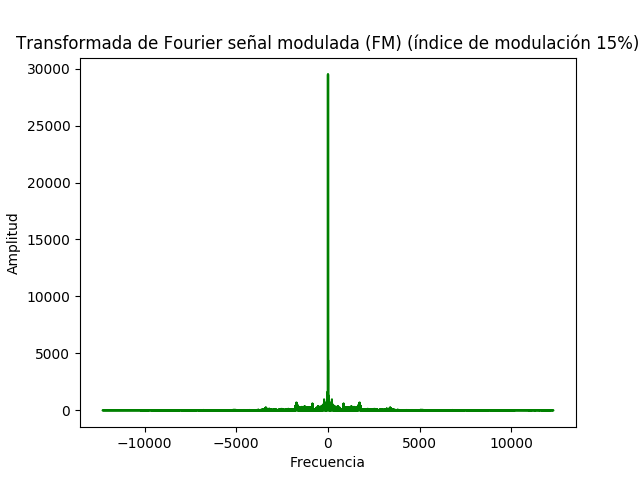 Transformada de Fourier señal modulada (FM) (índice de modulación 15%)
30000
25000
20000
15000
10000
5000
0
Amplitud
−10000 −5000 0 5000 10000
Frecuencia